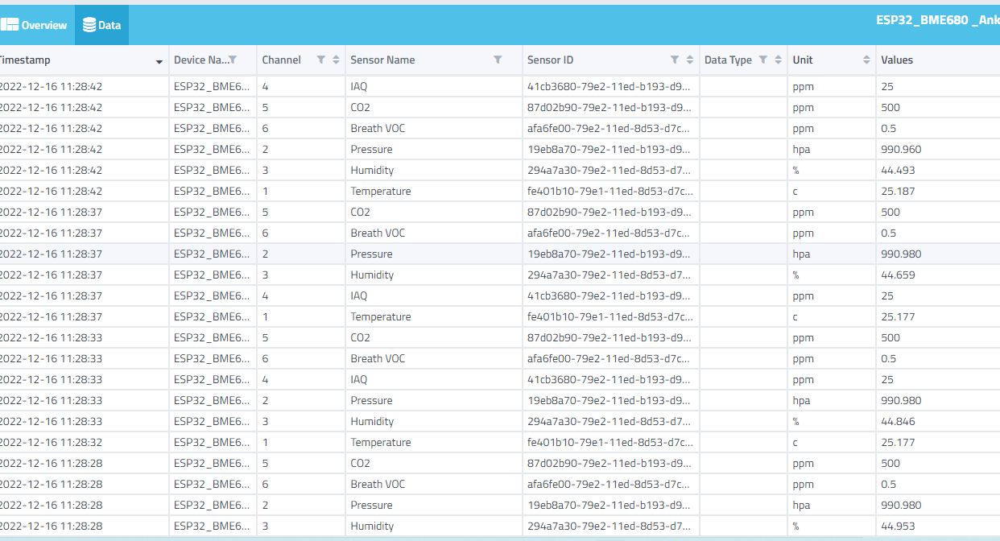 Overview Data ESP32_BME680 _Ank
Timestamp Device Na... Channel Sensor Name Sensor ID Data Type Unit Values
2022-12-16 11:28:42 ESP32_BME6... 4 IAQ 41cb3680-79e2-11ed-b193-d9... ppm 25
2022-12-16 11:28:42 ESP32_BME6... 5 CO2 87d02b90-79e2-11ed-b193-d9... ppm 500
2022-12-16 11:28:42 ESP32_BME6... 6 Breath VOC afa6fe00-79e2-11ed-8d53-d7c... ppm 0.5
2022-12-16 11:28:42 ESP32_BME6... 2 Pressure 19eb8a70-79e2-11ed-b193-d9... hpa 990.960
2022-12-16 11:28:42 ESP32_BME6... 3 Humidity 294a7a30-79e2-11ed-8d53-d7... % 44.493
2022-12-16 11:28:42 ESP32_BME6... 1 Temperature fe401b10-79e1-11ed-8d53-d7c... c 25.187
2022-12-16 11:28:37 ESP32_BME6... 5 CO2 87d02b90-79e2-11ed-b193-d9... ppm 500
2022-12-16 11:28:37 ESP32_BME6... 6 Breath VOC afa6fe00-79e2-11ed-8d53-d7c... ppm 0.5
2022-12-16 11:28:37 ESP32_BME6... 2 Pressure 19eb8a70-79e2-11ed-b193-d9... hpa 990.980
2022-12-16 11:28:37 ESP32_BME6... 3 Humidity 294a7a30-79e2-11ed-8d53-d7... % 44.659
2022-12-16 11:28:37 ESP32_BME6... 4 IAQ 41cb3680-79e2-11ed-b193-d9... ppm 25
2022-12-16 11:28:37 ESP32_BME6... 1 Temperature fe401b10-79e1-11ed-8d53-d7c... c 25.177
2022-12-16 11:28:33 ESP32_BME6... 5 CO2 87d02b90-79e2-11ed-b193-d9... ppm 500
2022-12-16 11:28:33 ESP32_BME6... 6 Breath VOC afa6fe00-79e2-11ed-8d53-d7c... ppm 0.5
2022-12-16 11:28:33 ESP32_BME6... 4 IAQ 41cb3680-79e2-11ed-b193-d9... ppm 25
2022-12-16 11:28:33 ESP32_BME6... 2 Pressure 19eb8a70-79e2-11ed-b193-d9... hpa 990.980
2022-12-16 11:28:33 ESP32_BME6... 3 Humidity 294a7a30-79e2-11ed-8d53-d7... % 44.846
2022-12-16 11:28:32 ESP32_BME6... 1 Temperature fe401b10-79e1-11ed-8d53-d7c... c 25.177
2022-12-16 11:28:28 ESP32_BME6... 5 CO2 87d02b90-79e2-11ed-b193-d9... ppm 500
2022-12-16 11:28:28 ESP32_BME6... 6 Breath VOC afa6fe00-79e2-11ed-8d53-d7c... ppm 0.5
2022-12-16 11:28:28 ESP32_BME6... 2 Pressure 19eb8a70-79e2-11ed-b193-d9... hpa 990.980
2022-12-16 11:28:28 ESP32_BME6... 3 Humidity 294a7a30-79e2-11ed-8d53-d7... % 44.953